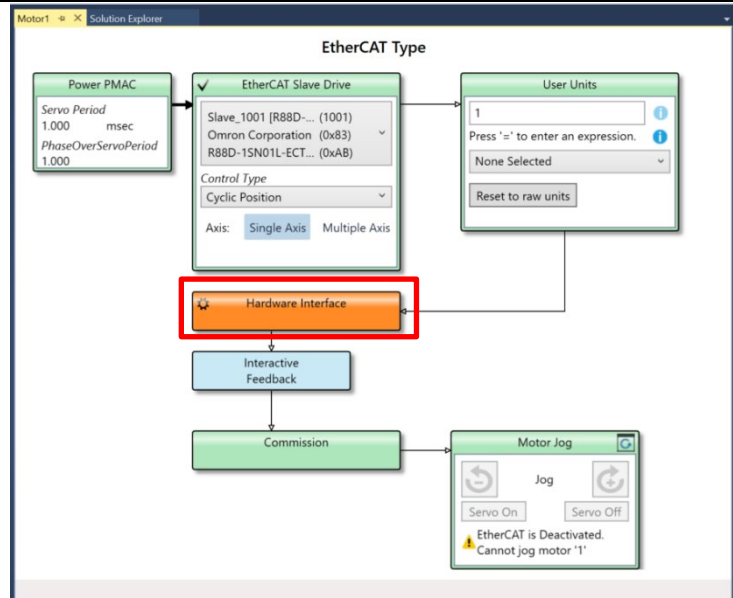 Motor1
Solution Explorer
EtherCAT Type
Power PMAC
Servo Period
1.000 msec
PhaseOverServoPeriod
1.000
EtherCAT Slave Drive
Slave_1001 [R88D-... (1001)
Omron Corporation (0x83)
R88D-1SN01L-ECT... (0xAB)
Control Type
Cyclic Position
Axis: Single Axis Multiple Axis
User Units
1
Press '=' to enter an expression.
None Selected
Reset to raw units
Hardware Interface
Interactive
Feedback
Commission
Motor Jog
Jog
Servo On Servo Off
EtherCAT is Deactivated.
Cannot jog motor '1'